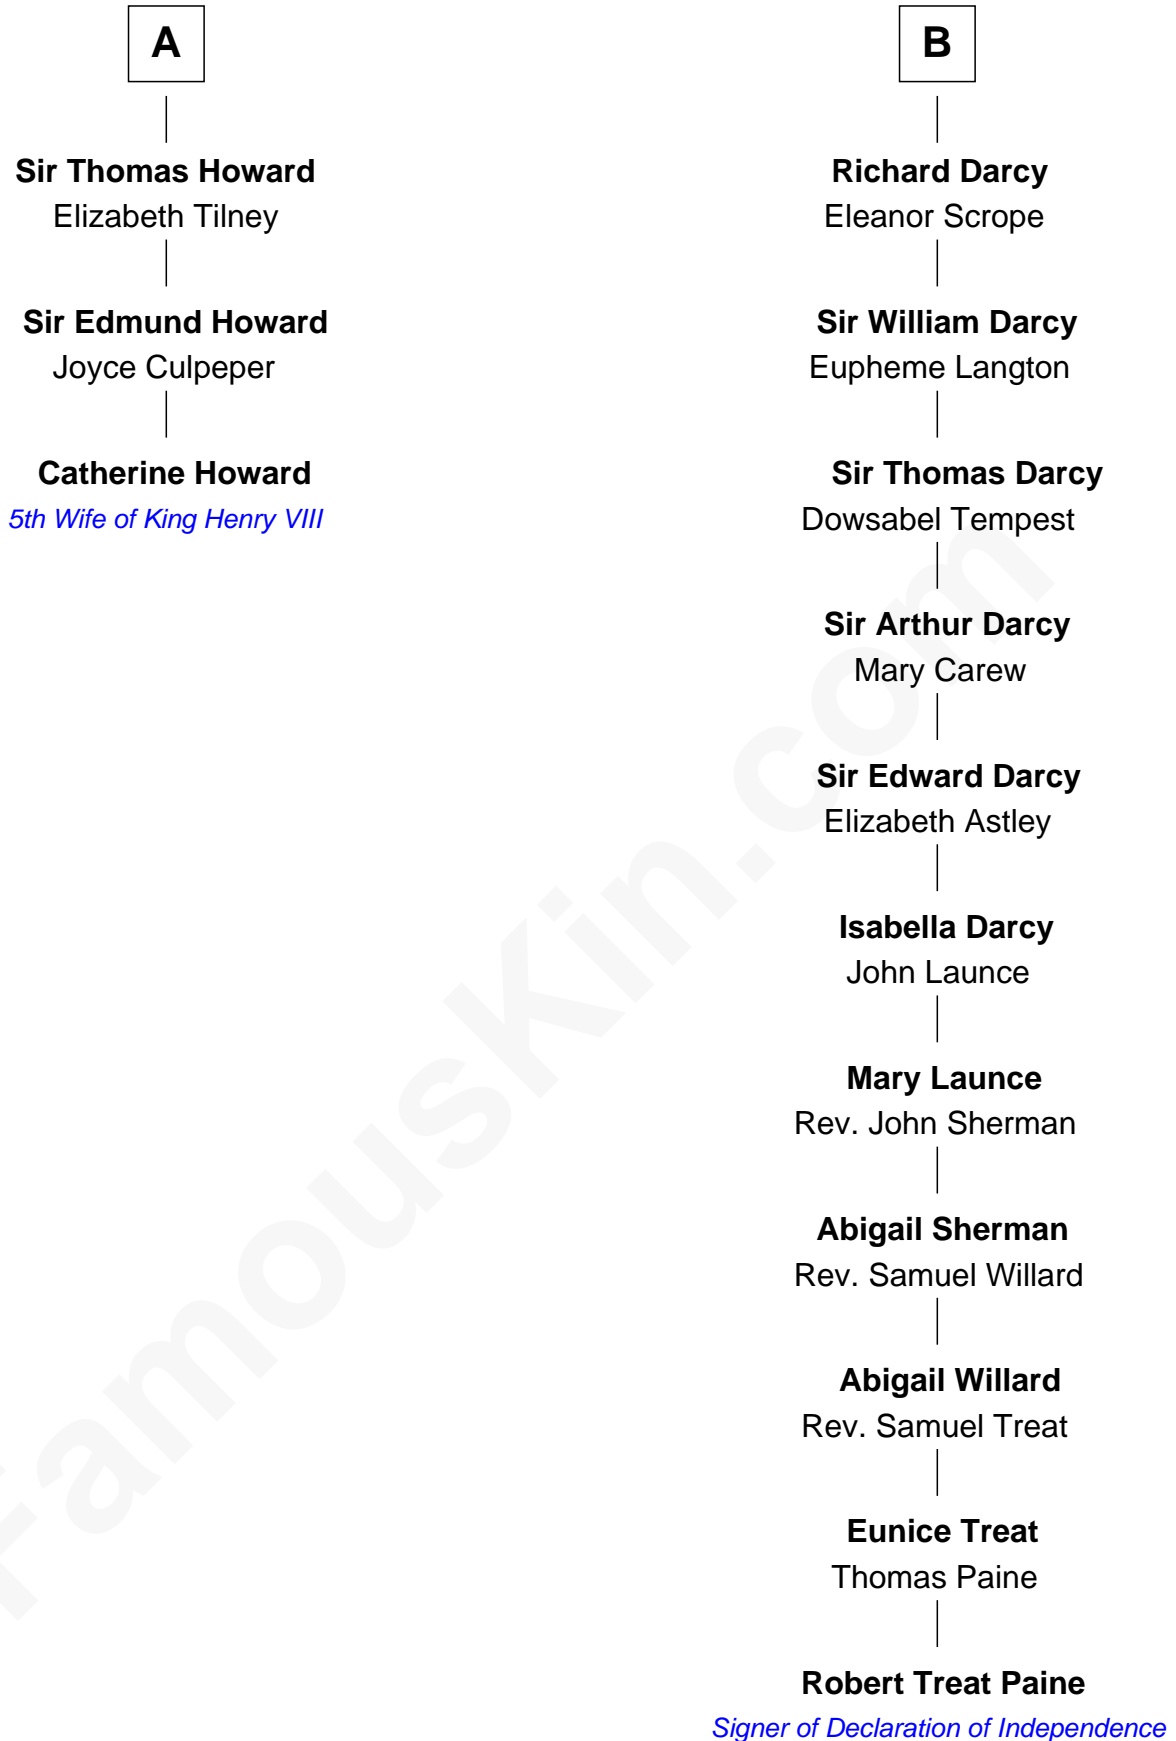 A
Sir Thomas Howard
Elizabeth Tilney
Sir Edmund Howard
Joyce Culpeper
Catherine Howard
5th Wife of King Henry VIII
B
Richard Darcy
Eleanor Scrope
Sir William Darcy
Eupheme Langton
Sir Thomas Darcy
Dowsabel Tempest
Sir Arthur Darcy
Mary Carew
Sir Edward Darcy
Elizabeth Astley
Isabella Darcy
John Launce
Mary Launce
Rev. John Sherman
Abigail Sherman
Rev. Samuel Willard
Abigail Willard
Rev. Samuel Treat
Eunice Treat
Thomas Paine
Robert Treat Paine
Signer of Declaration of Independence
FamousKin.com